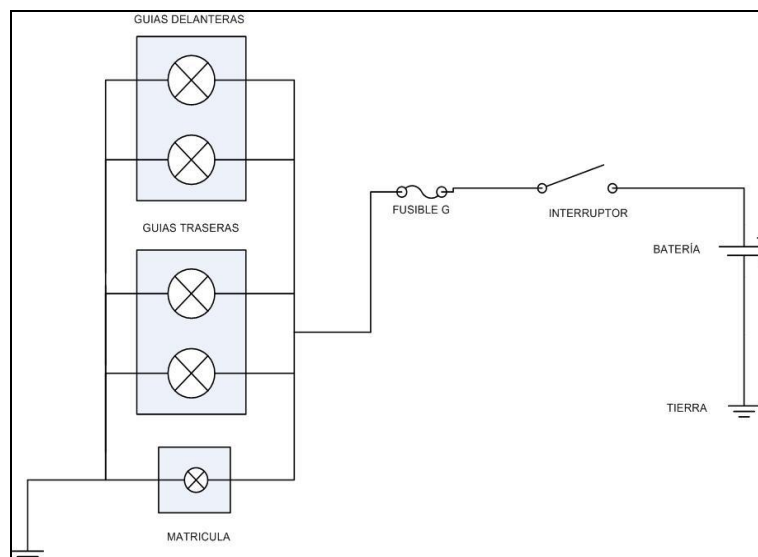 GUIAS DELANTERAS
FUSIBLE G
INTERRUPTOR
GUIAS TRASERAS
BATERÍA
TIERRA
MATRICULA